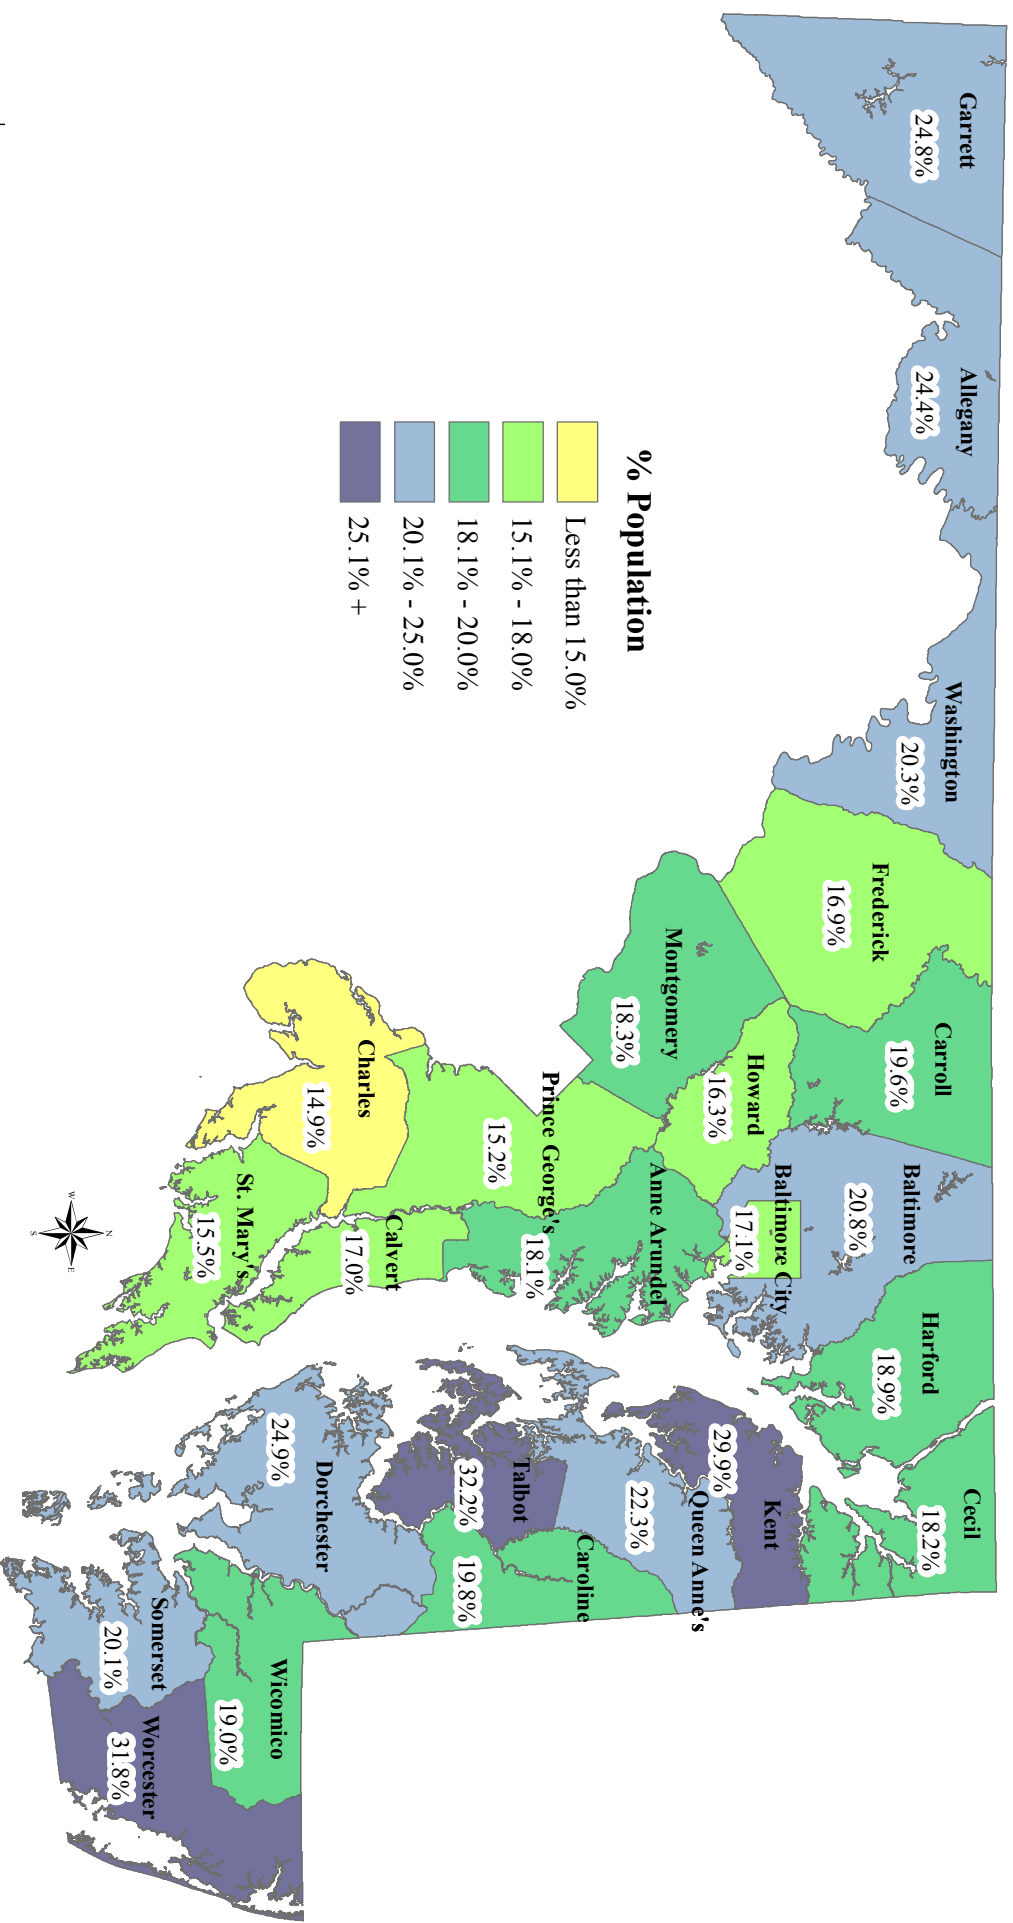 Garrett
24.8%
Allegany
24.4%
Washington
20.3%
Frederick
16.9%
Carroll
19.6%
Baltimore
20.8%
Harford
18.9%
Cecil
18.2%
Montgomery
18.3%
Howard
16.3%
Baltimore City
17.1%
Kent
29.9%
Queen Anne's
22.3%
Anne Arundel
18.1%
Prince George's
15.2%
Caroline
19.8%
Talbot
32.2%
Charles
14.9%
Calvert
17.0%
St. Mary's
15.5%
Dorchester
24.9%
Wicomico
19.0%
Somerset
20.1%
Worcester
31.8%
% Population
Less than 15.0%
15.1% - 18.0%
18.1% - 20.0%
20.1% - 25.0%
25.1% +
N
W
E
S